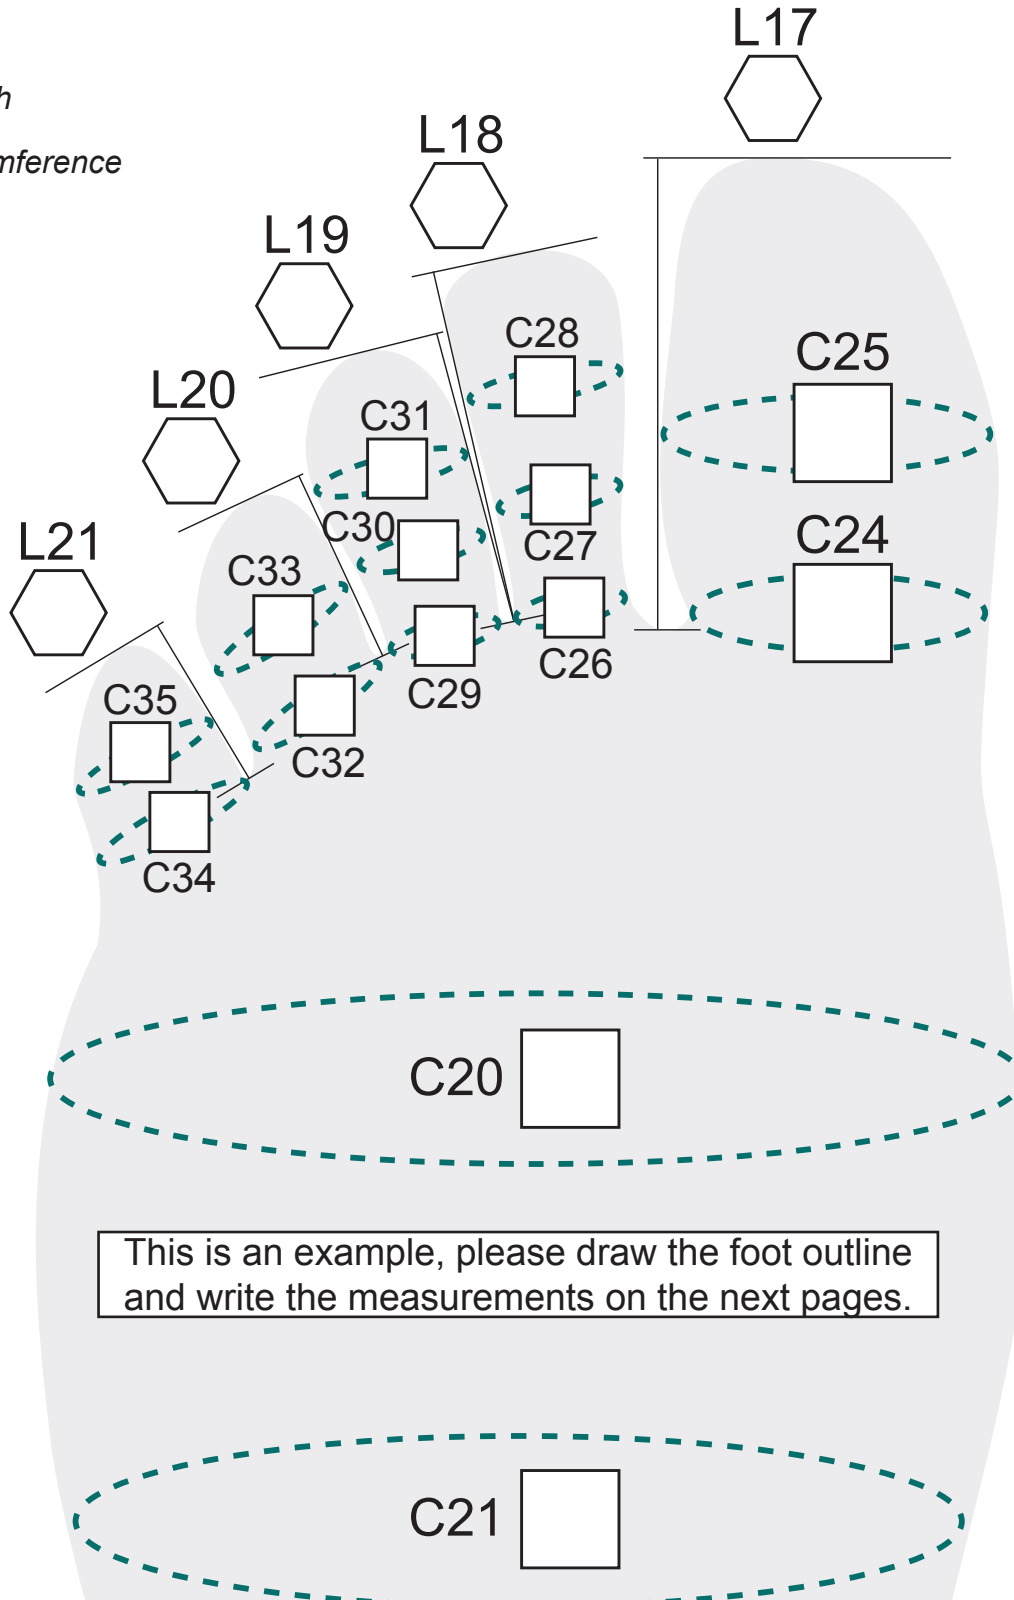 L17
L18
L19
C28
C25
L20
C31
C30
C27
C24
L21
C33
C26
C29
C35
C32
C34
C20
This is an example, please draw the foot outline
and write the measurements on the next pages.
C21